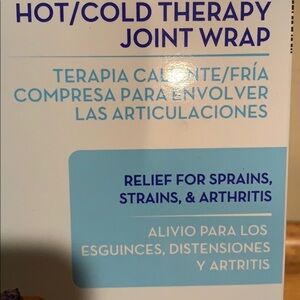 HOT/COLD THERAPY
JOINT WRAP
TERAPIA CALIENTE/FRÍA
COMPRESA PARA ENVOLVER
LAS ARTICULACIONES
RELIEF FOR SPRAINS,
STRAINS, & ARTHRITIS
ALIVIO PARA LOS
ESGUINCES, DISTENSIONES
Y ARTRITIS